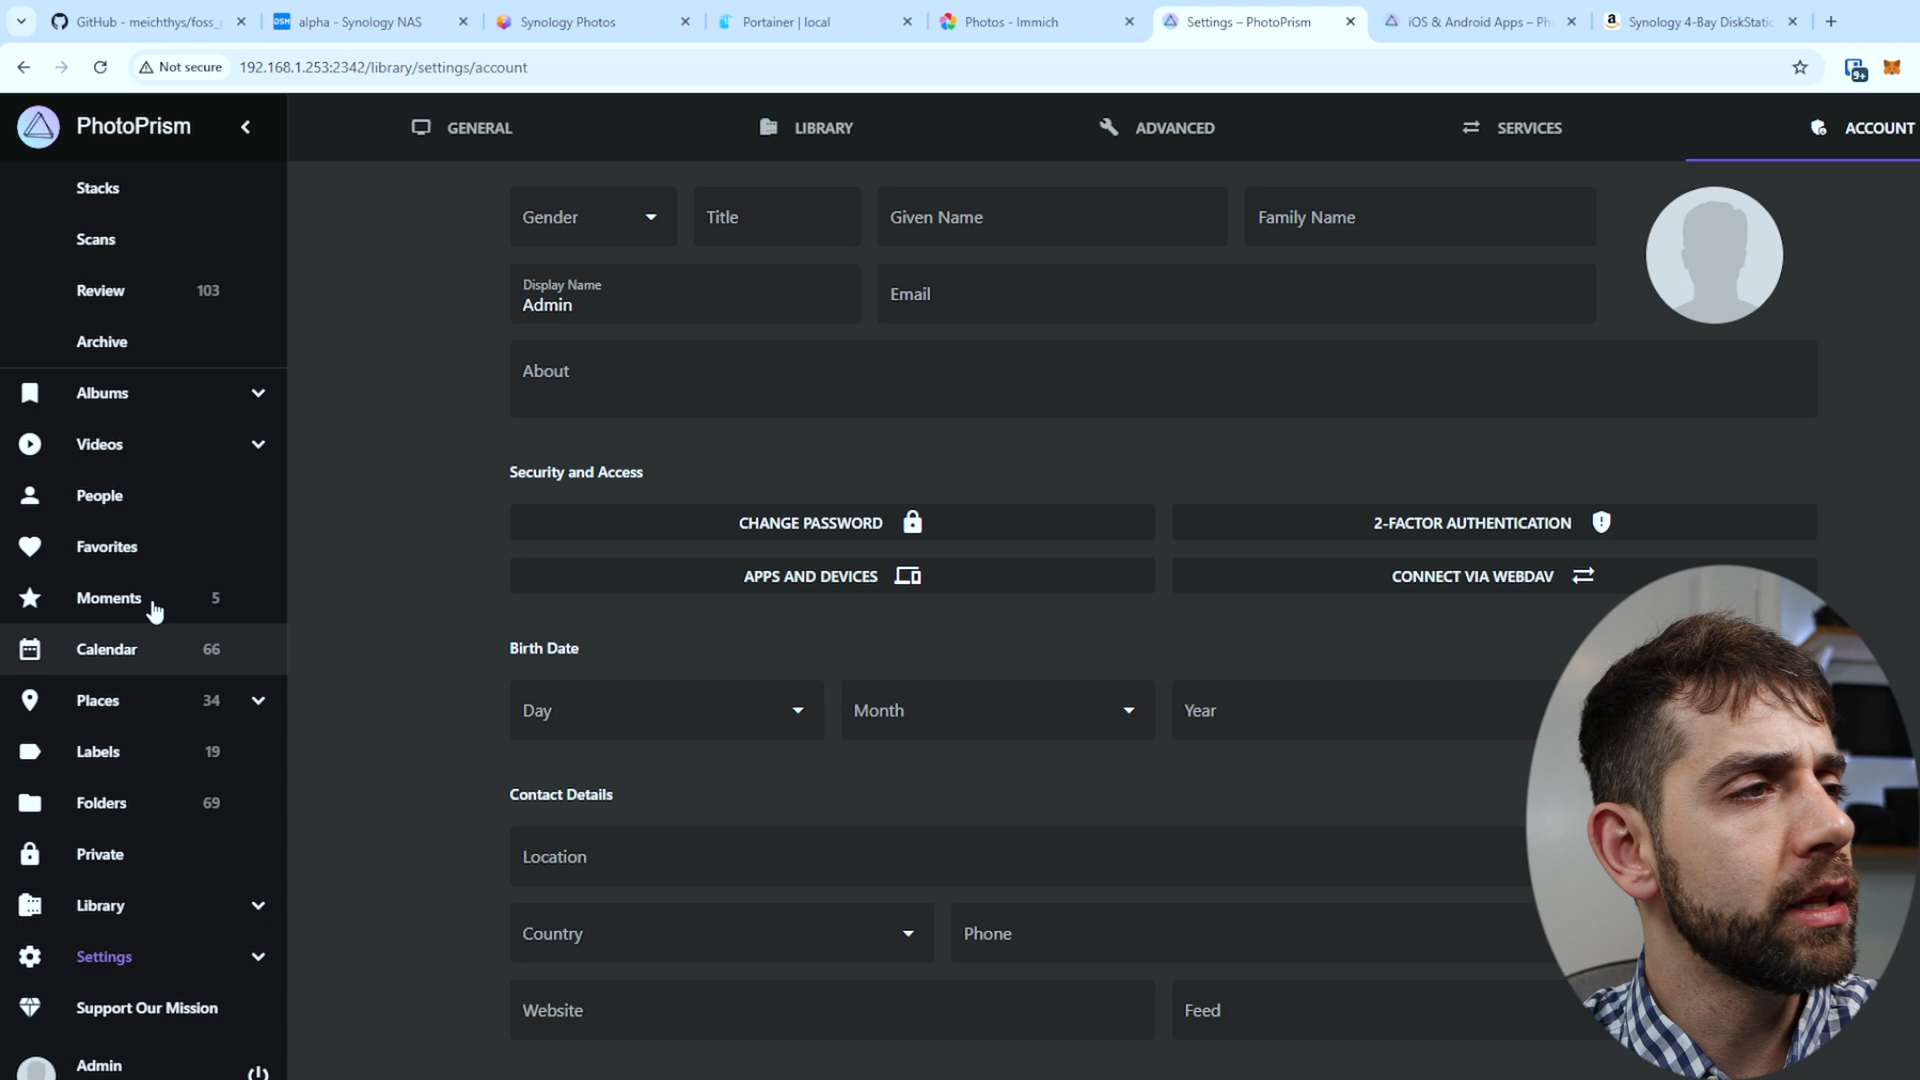 GitHub - meichthys/foss_
alpha - Synology NAS
Synology Photos
Portainer | local
Photos - Immich
Settings – PhotoPrism
iOS & Android Apps – Ph
Synology 4-Bay DiskStatic
Not secure
192.168.1.253:2342/library/settings/account
9+
PhotoPrism
GENERAL
LIBRARY
ADVANCED
SERVICES
ACCOUNT
Stacks
Scans
Review 103
Archive
Albums
Videos
People
Favorites
Moments 5
Calendar 66
Places 34
Labels 19
Folders 69
Private
Library
Settings
Support Our Mission
Admin
Gender
Title
Given Name
Family Name
Display Name
Admin
Email
About
Security and Access
CHANGE PASSWORD
2-FACTOR AUTHENTICATION
APPS AND DEVICES
CONNECT VIA WEBDAV
Birth Date
Day
Month
Year
Contact Details
Location
Country
Phone
Website
Feed